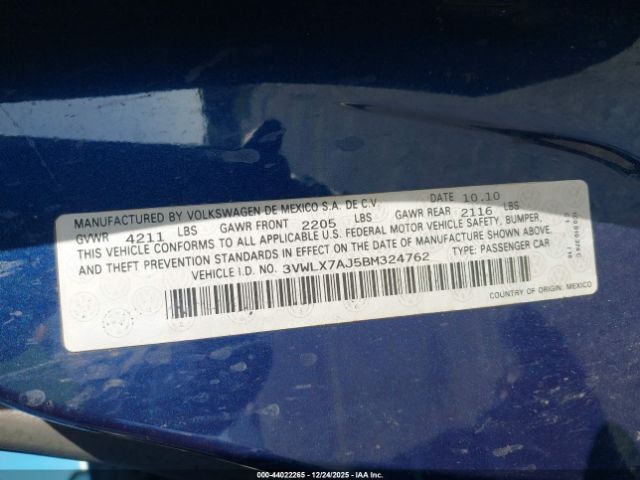 MANUFACTURED BY VOLKSWAGEN DE MEXICO S.A. DE C.V. DATE 10.10
GVWR 4211 LBS GAWR FRONT 2205 LBS GAWR REAR 2116 LBS
THIS VEHICLE CONFORMS TO ALL APPLICABLE U.S. FEDERAL MOTOR VEHICLE SAFETY, BUMPER,
AND THEFT PREVENTION STANDARDS IN EFFECT ON THE DATE OF MANUFACTURE SHOWN ABOVE.
VEHICLE I.D. NO. 3VWLX7AJ5BM324762 TYPE: PASSENGER CAR
COUNTRY OF ORIGIN: MEXICO
000-44022265 - 12/24/2025 - IAA Inc.